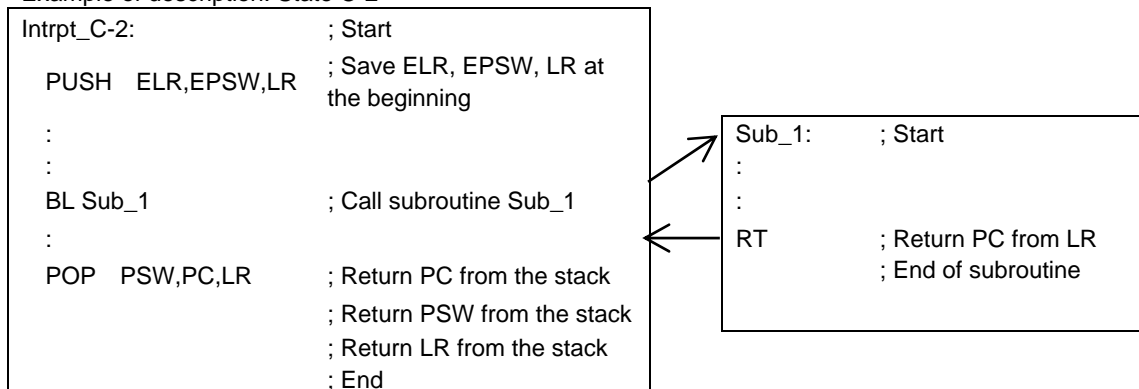 Example of description: State C-2
Intrpt_C-2: ; Start
PUSH ELR,EPSW,LR ; Save ELR, EPSW, LR at
the beginning
:
:
BL Sub_1 ; Call subroutine Sub_1
:
POP PSW,PC,LR ; Return PC from the stack
; Return PSW from the stack
; Return LR from the stack
; End
Sub_1: ; Start
:
:
RT ; Return PC from LR
; End of subroutine